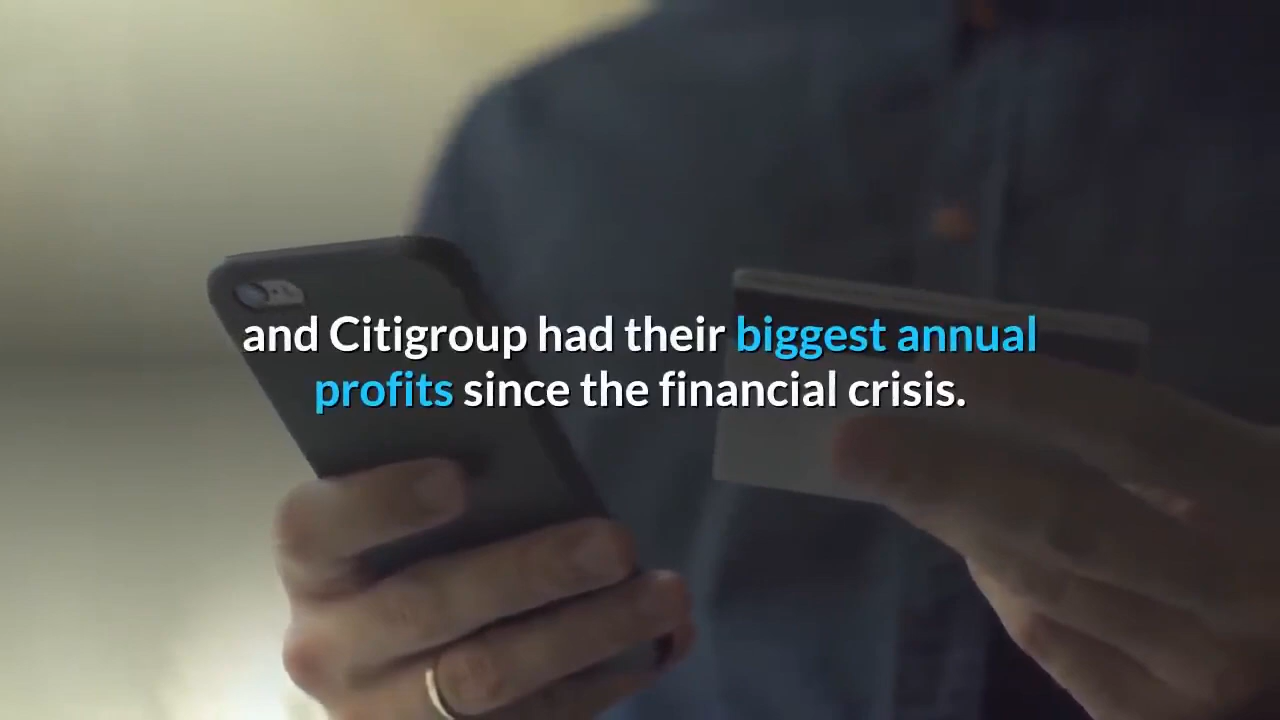 and Citigroup had their biggest annual
profits since the financial crisis.